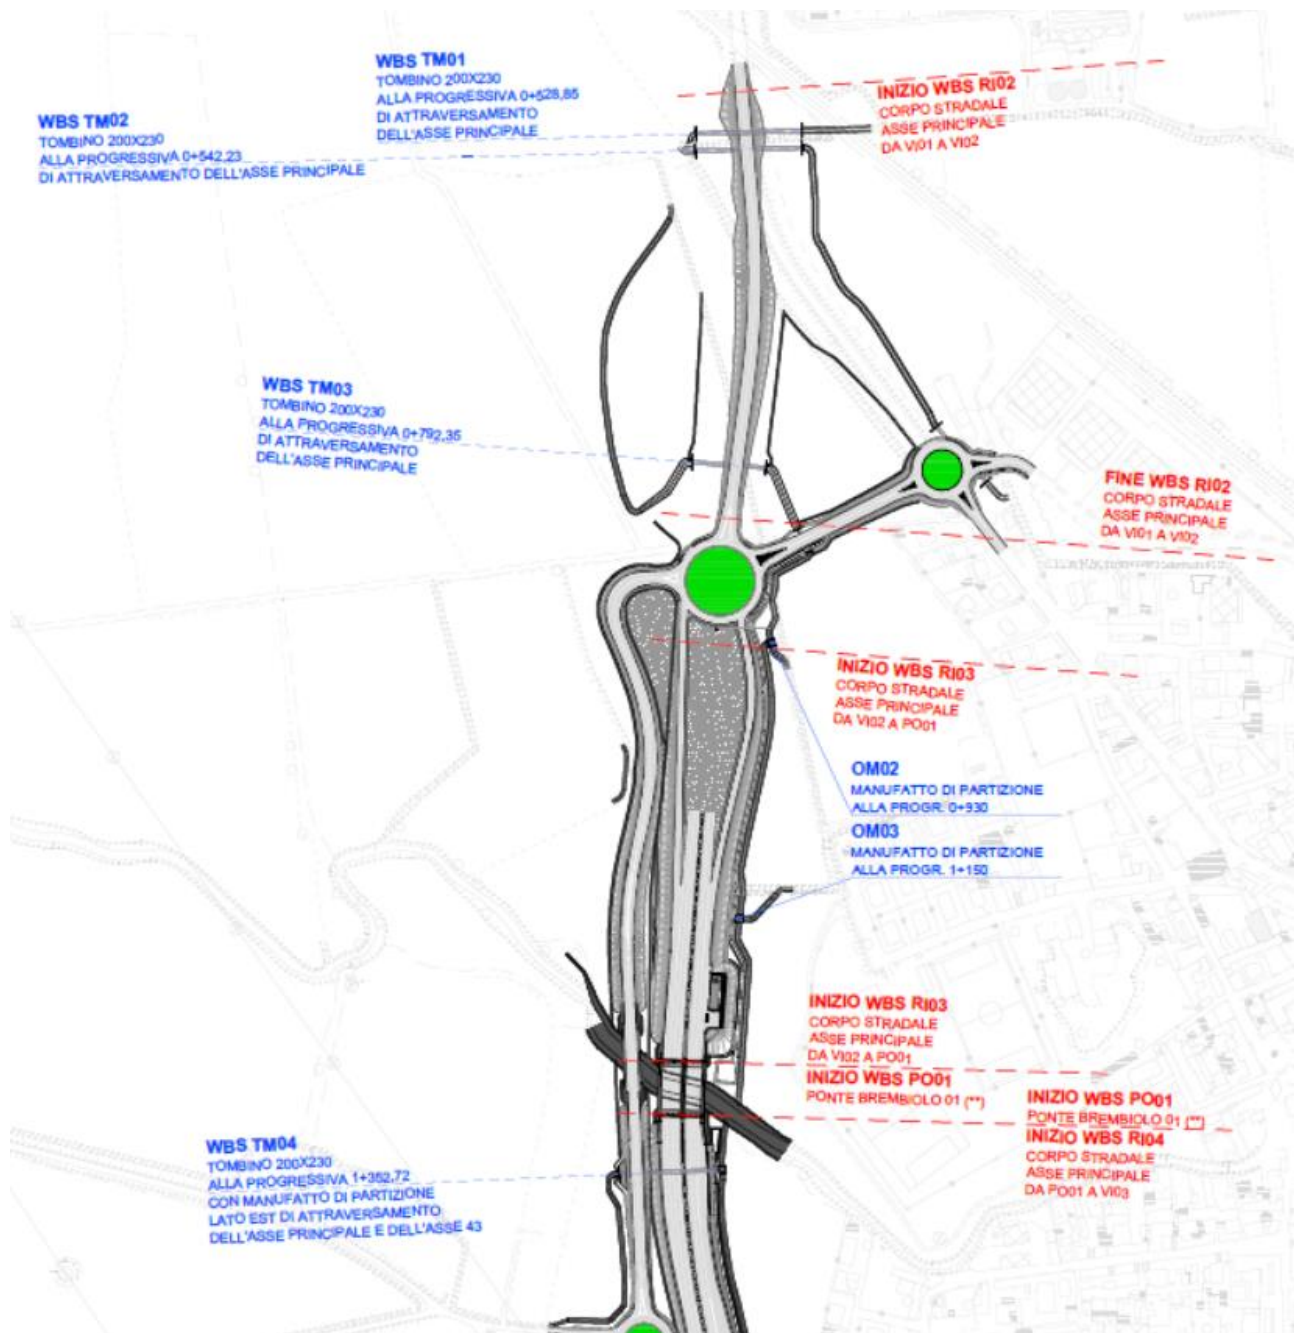 WBS TM01
TOMBINO 200X230
ALLA PROGRESSIVA 0+528,85
DI ATTRAVERSAMENTO
DELL'ASSE PRINCIPALE
INIZIO WBS RI02
CORPO STRADALE
ASSE PRINCIPALE
DA VI01 A VI02
WBS TM02
TOMBINO 200X230
ALLA PROGRESSIVA 0+542,23
DI ATTRAVERSAMENTO DELL'ASSE PRINCIPALE
WBS TM03
TOMBINO 200X230
ALLA PROGRESSIVA 0+792,35
DI ATTRAVERSAMENTO
DELL'ASSE PRINCIPALE
FINE WBS RI02
CORPO STRADALE
ASSE PRINCIPALE
DA VI01 A VI02
INIZIO WBS RI03
CORPO STRADALE
ASSE PRINCIPALE
DA VI02 A PO01
OM02
MANUFATTO DI PARTIZIONE
ALLA PROGR. 0+930
OM03
MANUFATTO DI PARTIZIONE
ALLA PROGR. 1+150
INIZIO WBS RI03
CORPO STRADALE
ASSE PRINCIPALE
DA VI02 A PO01
INIZIO WBS PO01
PONTE BREMBIOLO 01 (**)
INIZIO WBS PO01
PONTE BREMBIOLO 01 (**)
INIZIO WBS RI04
CORPO STRADALE
ASSE PRINCIPALE
DA PO01 A VI03
WBS TM04
TOMBINO 200X230
ALLA PROGRESSIVA 1+352,72
CON MANUFATTO DI PARTIZIONE
LATO EST DI ATTRAVERSAMENTO
DELL'ASSE PRINCIPALE E DELL'ASSE 43